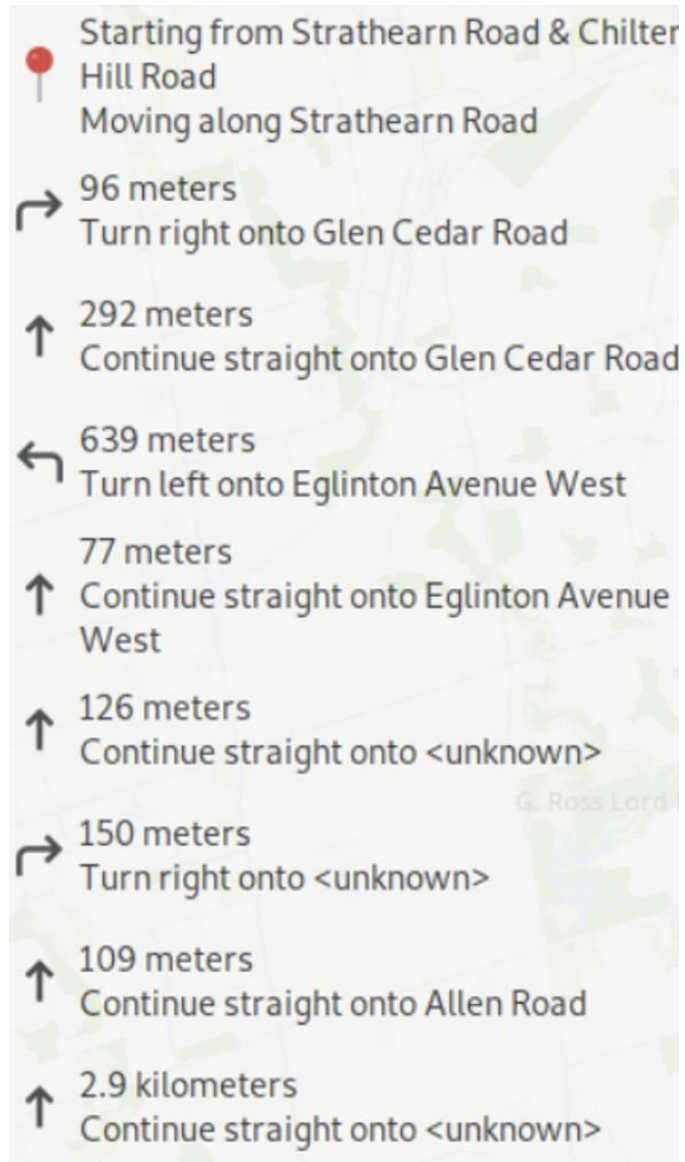 Starting from Strathearn Road & Chilter
Hill Road
Moving along Strathearn Road
96 meters
Turn right onto Glen Cedar Road
292 meters
Continue straight onto Glen Cedar Road
639 meters
Turn left onto Eglinton Avenue West
77 meters
Continue straight onto Eglinton Avenue
West
126 meters
Continue straight onto <unknown>
G. Ross Lord
150 meters
Turn right onto <unknown>
109 meters
Continue straight onto Allen Road
2.9 kilometers
Continue straight onto <unknown>